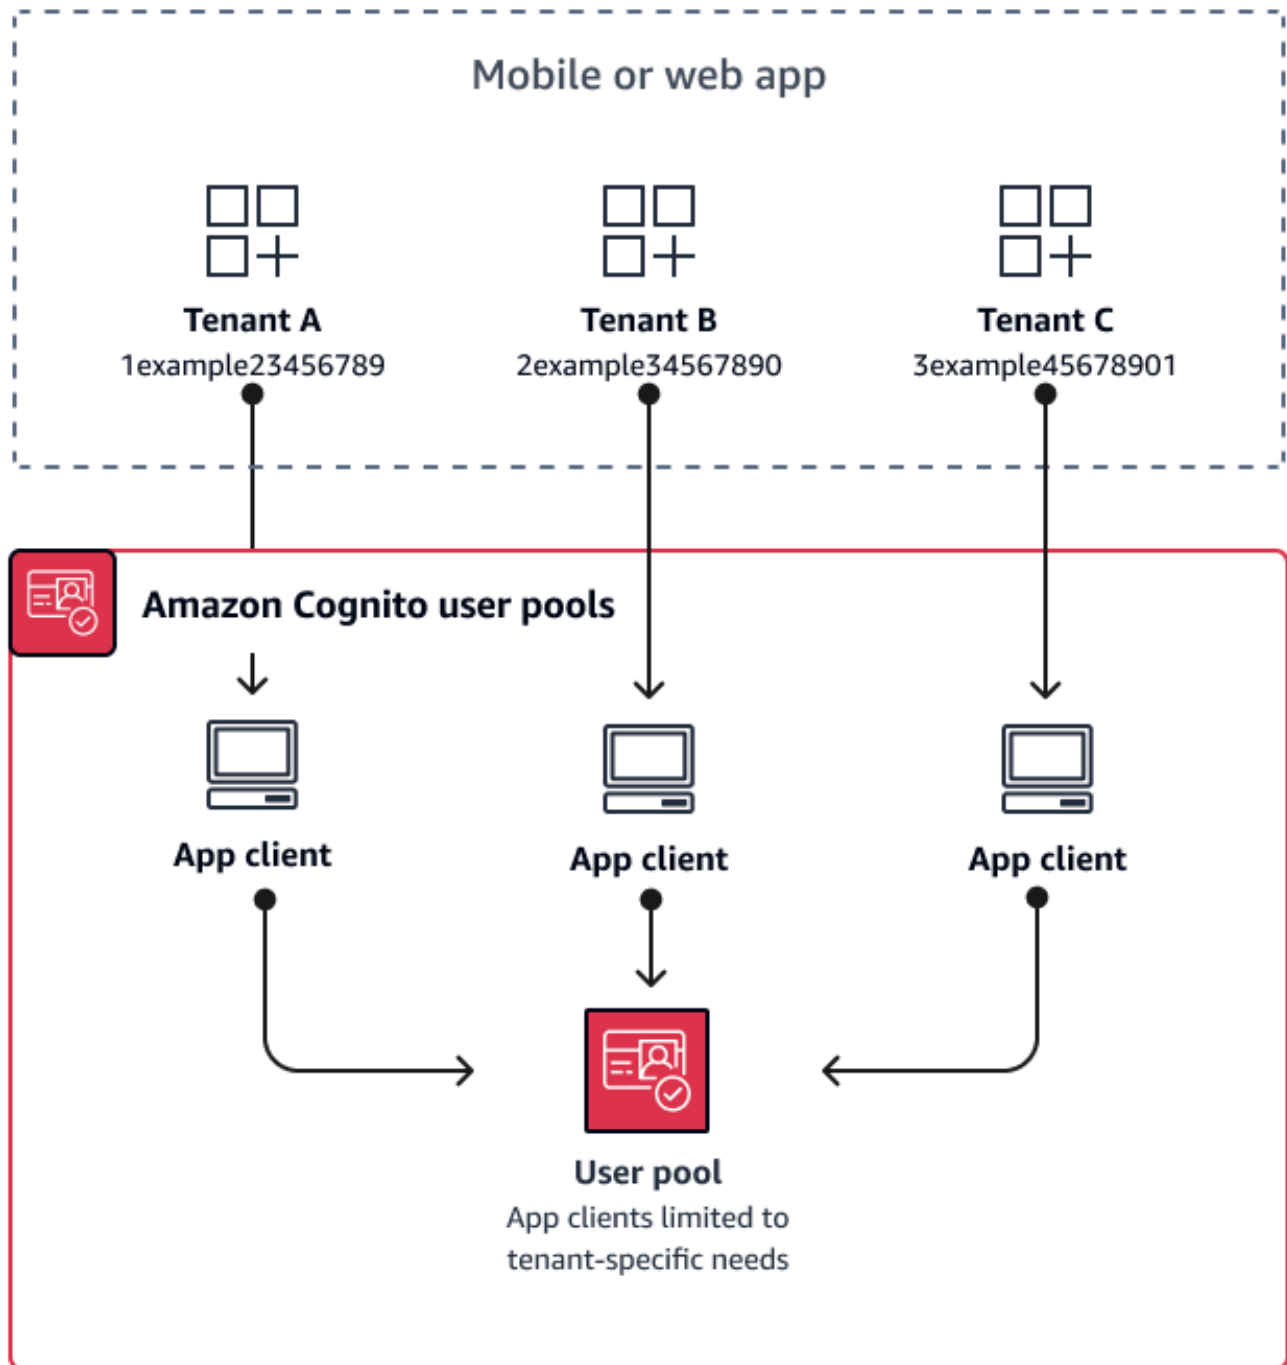 Mobile or web app
Tenant A
1example23456789
Tenant B
2example34567890
Tenant C
3example45678901
Amazon Cognito user pools
App client
App client
App client
User pool
App clients limited to
tenant-specific needs